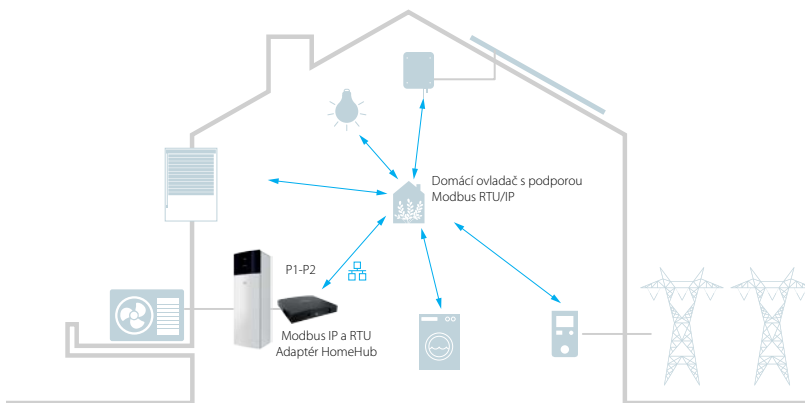 Domácí ovladač s podporou
Modbus RTU/IP
P1-P2
Modbus IP a RTU
Adaptér HomeHub